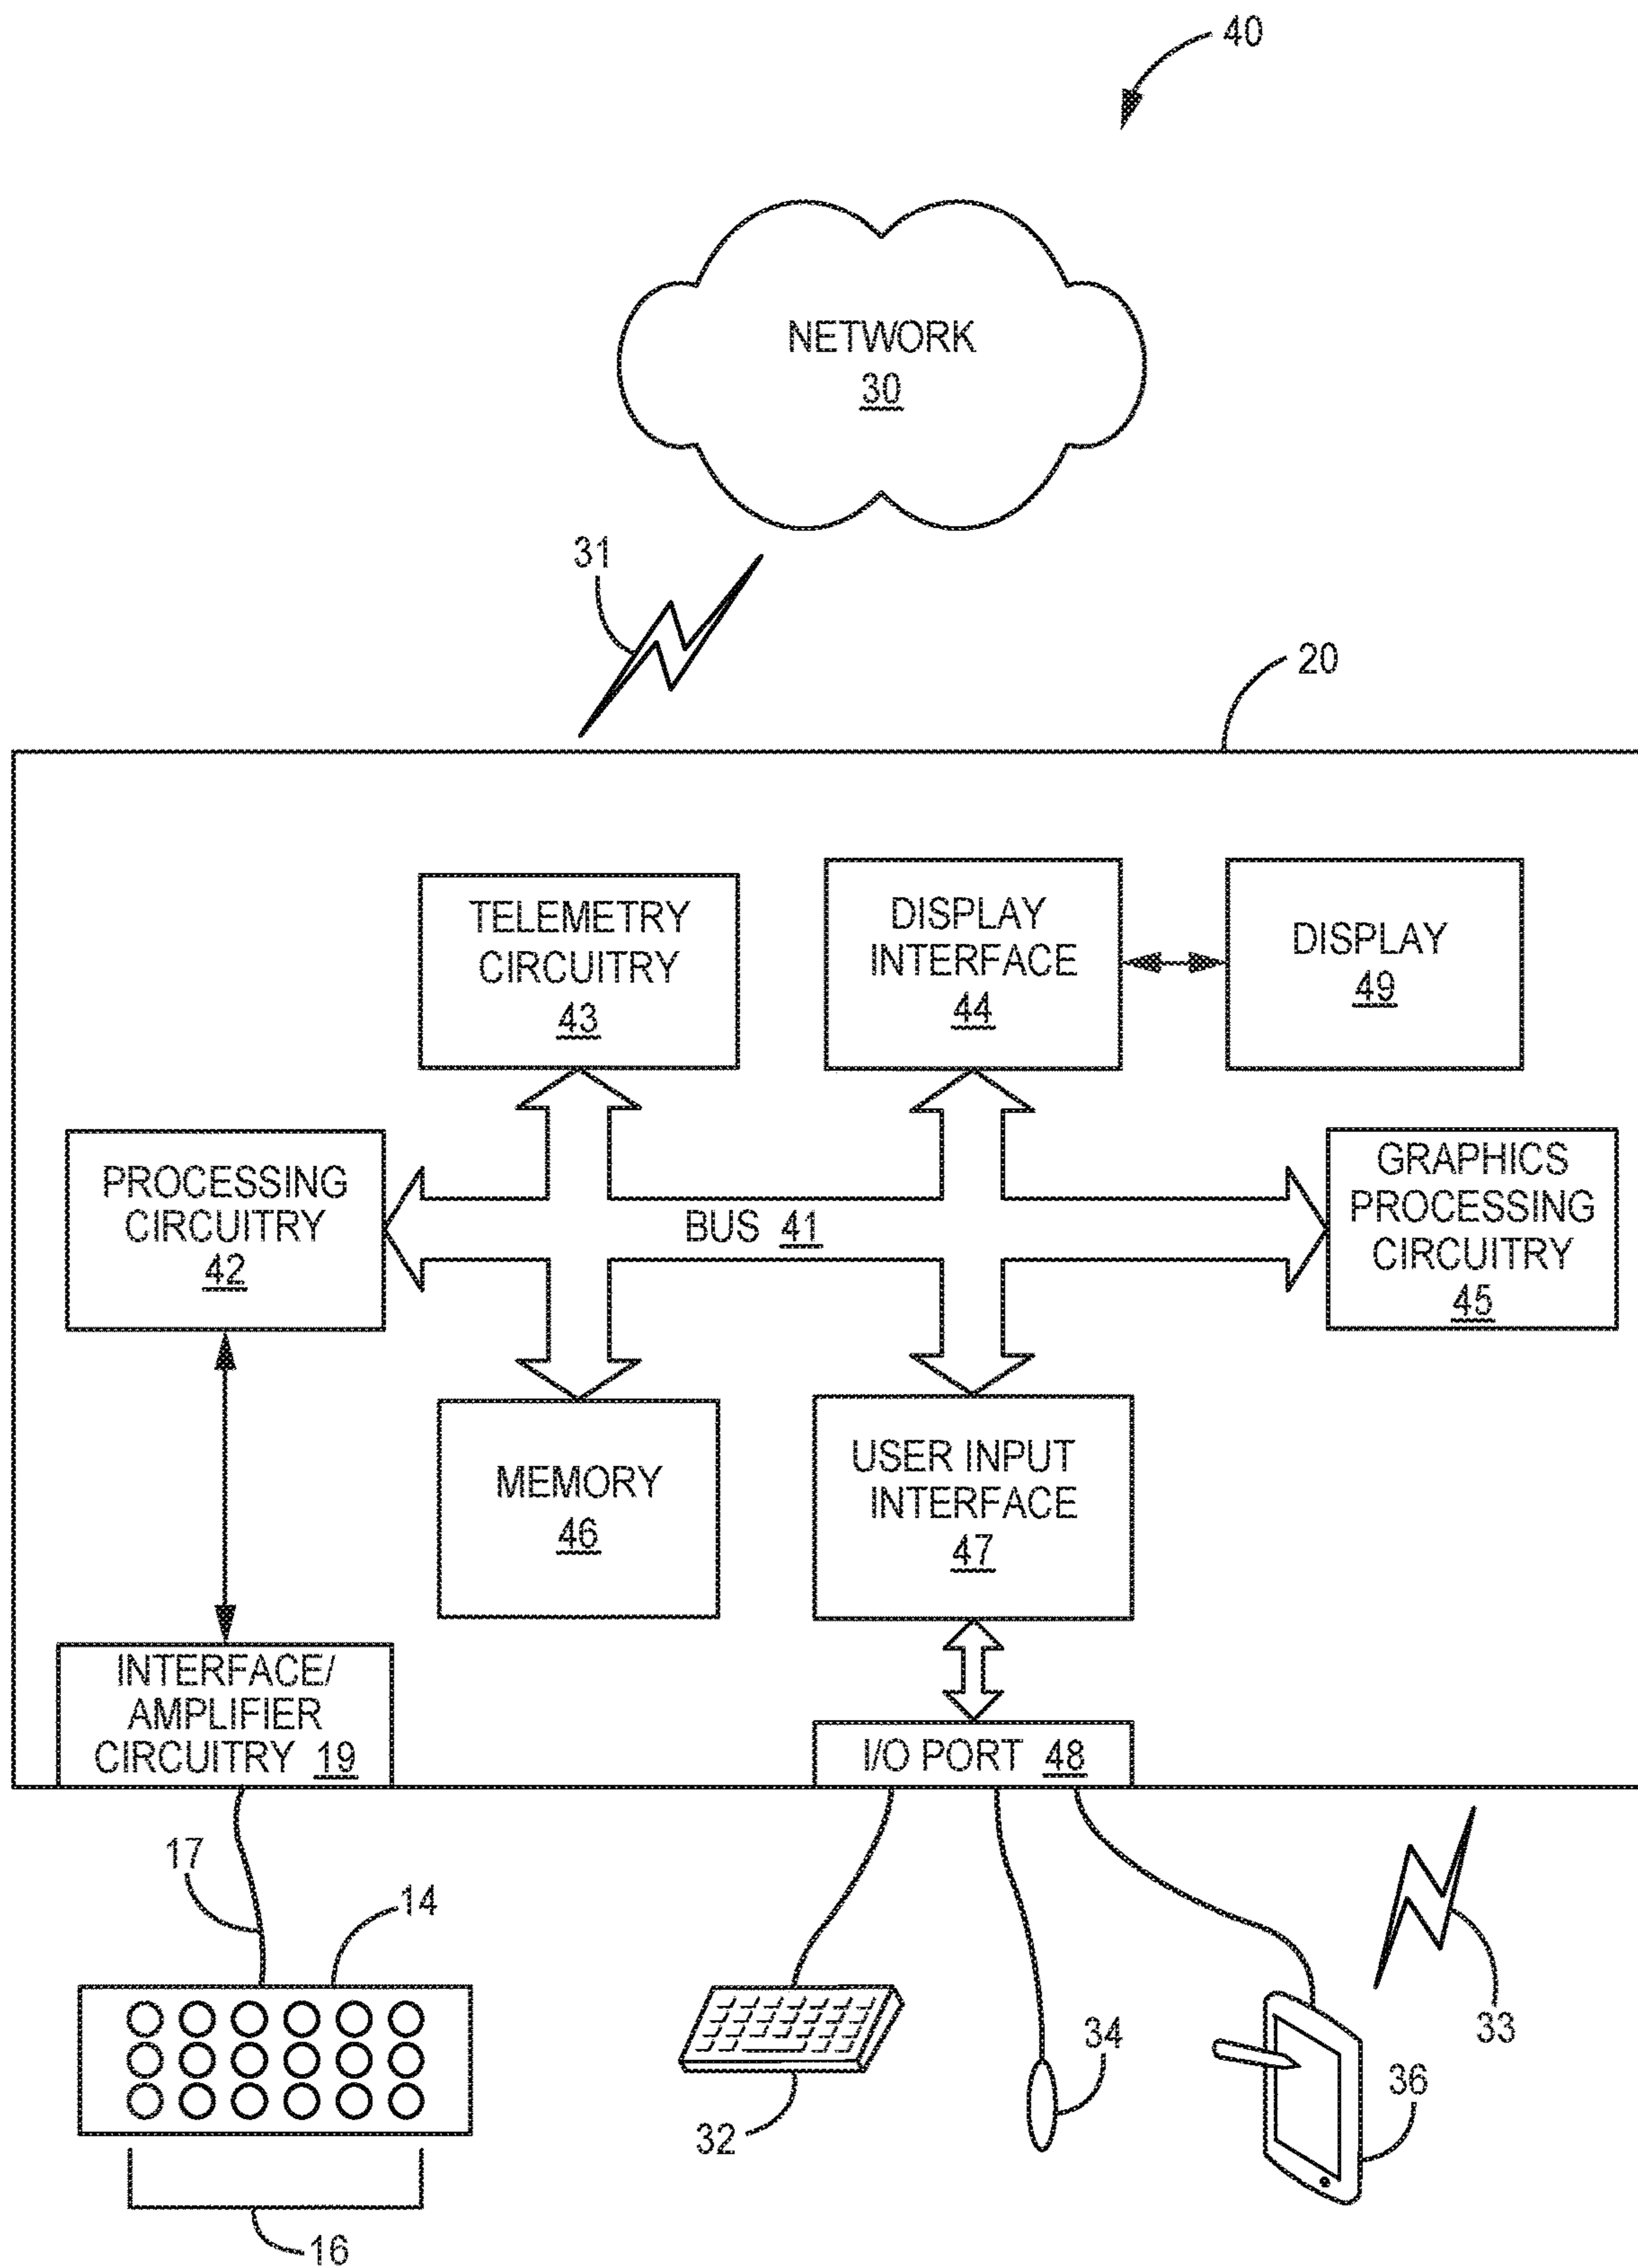 40
NETWORK
30
31
20
TELEMETRY
CIRCUITRY
43
DISPLAY
INTERFACE
44
DISPLAY
49
PROCESSING
CIRCUITRY
42
BUS 41
GRAPHICS
PROCESSING
CIRCUITRY
45
MEMORY
46
USER INPUT
INTERFACE
47
INTERFACE/
AMPLIFIER
CIRCUITRY 19
I/O PORT 48
17
14
16
32
34
33
36